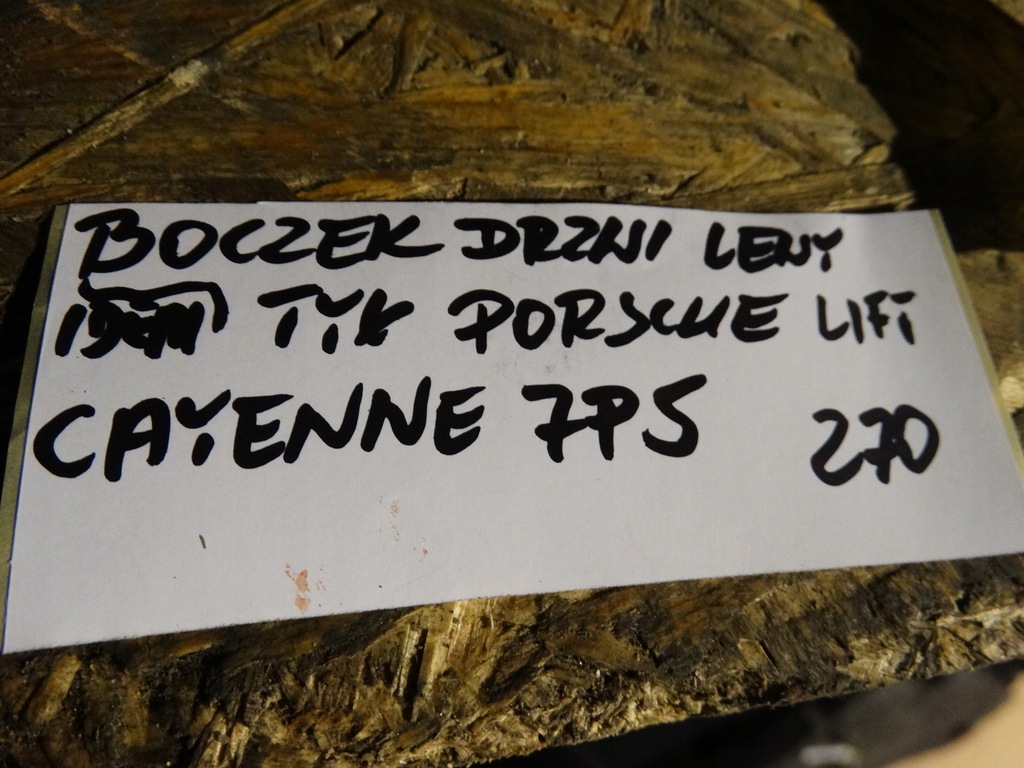 BOCZEK DRZWI LEWY
TYŁ PORSCHE LIFT
CAYENNE 7P5 270